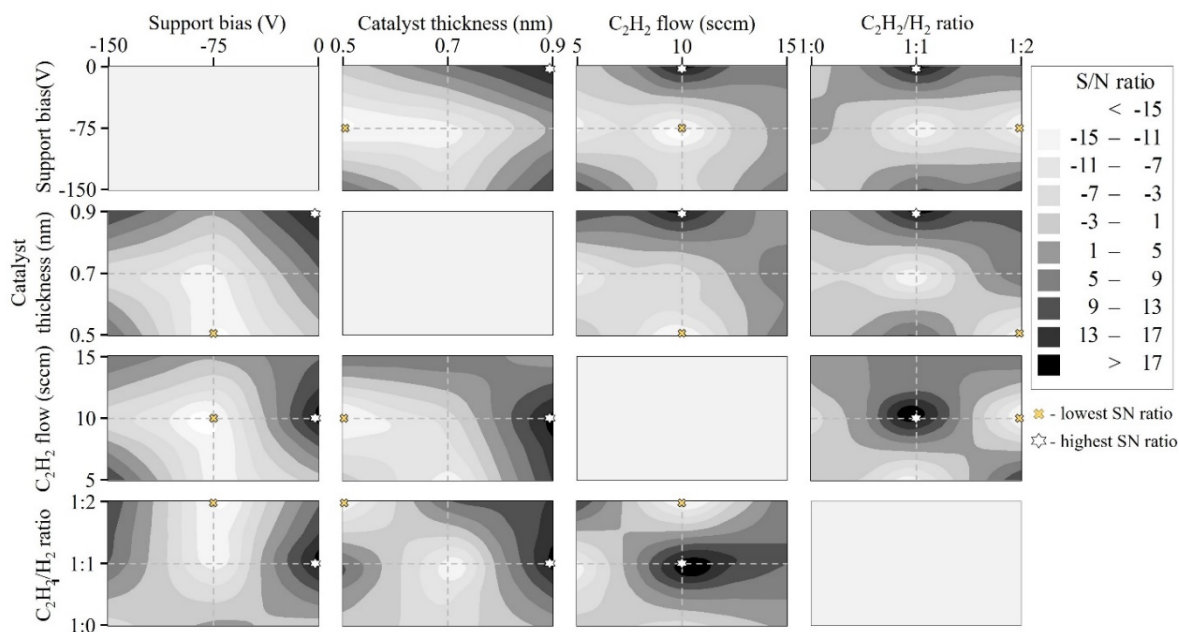 Support bias (V)
Catalyst thickness (nm)
C₂H₂ flow (sccm)
C₂H₂/H₂ ratio
-150 -75 0
0.5 0.7 0.9
5 10 15
1:0 1:1 1:2
Support bias(V)
0
-75
-150
Catalyst
thickness (nm)
0.9
0.7
0.5
C₂H₂ flow (sccm)
15
10
5
C₂H₂/H₂ ratio
1:2
1:1
1:0
S/N ratio
< -15
-15 – -11
-11 – -7
-7 – -3
-3 – 1
1 – 5
5 – 9
9 – 13
13 – 17
> 17
- lowest SN ratio
- highest SN ratio